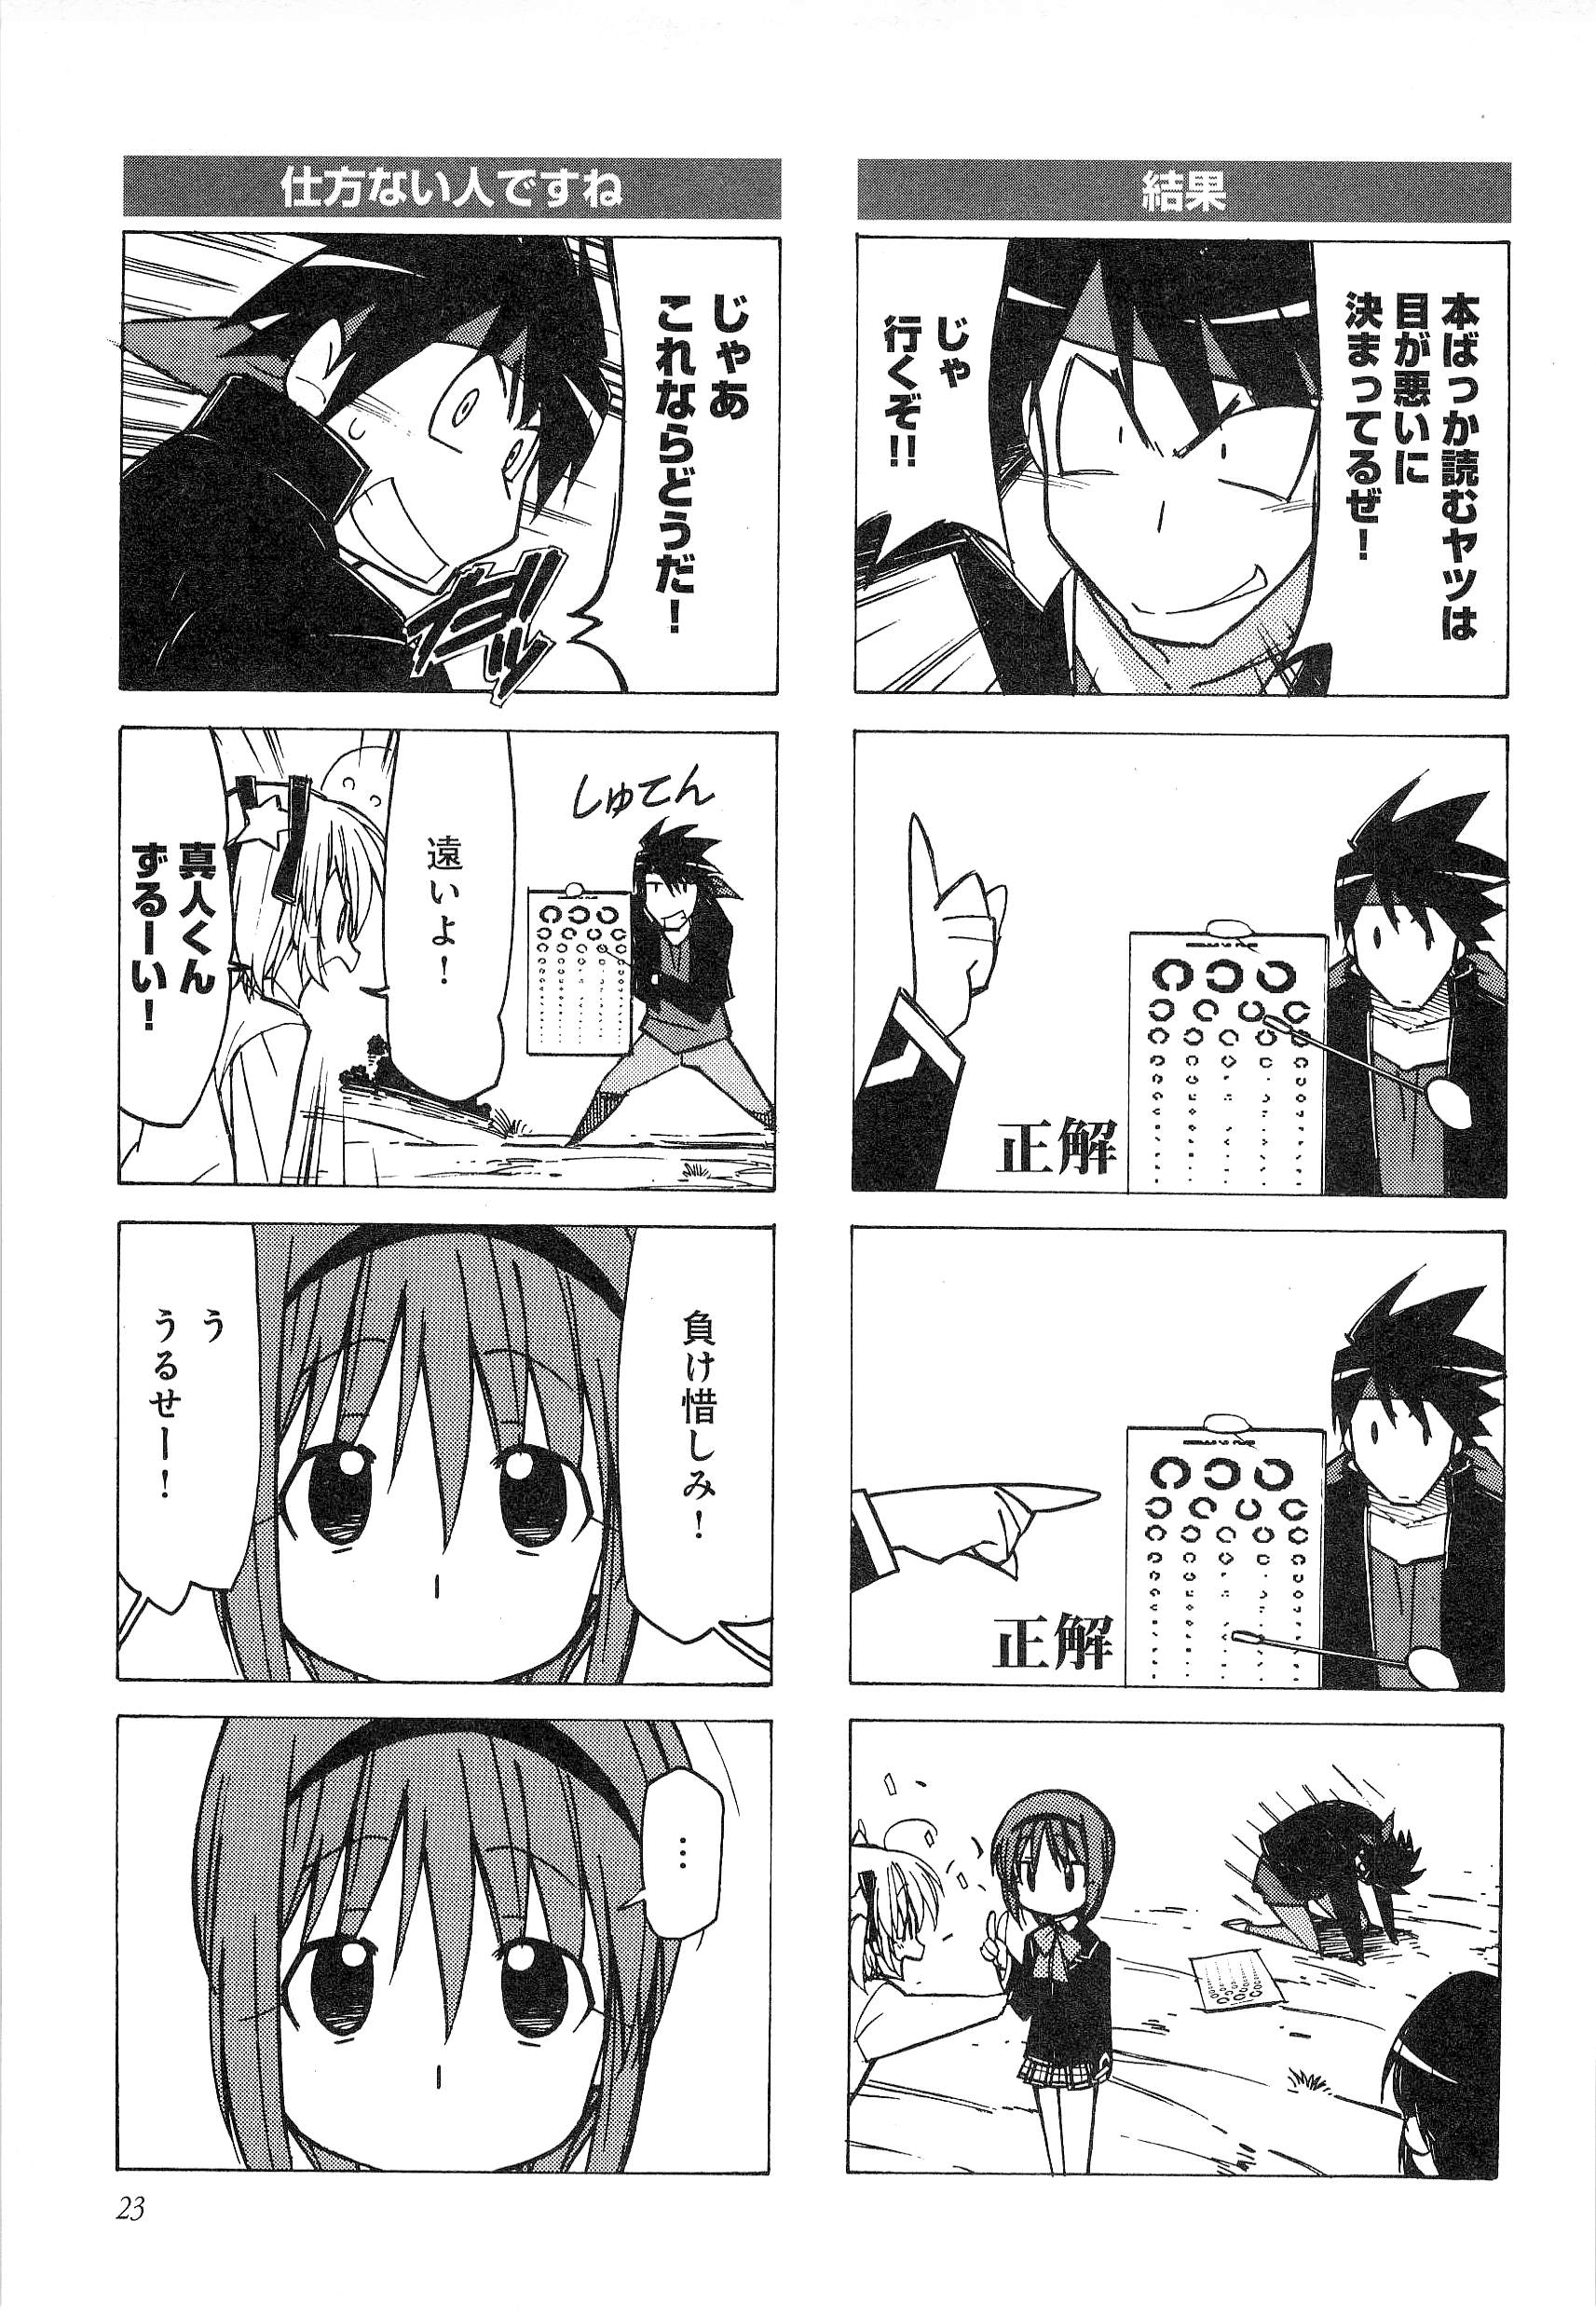 結果
本ばっか読むヤツは
目が悪いに
決まってるぜ！
じゃ
行くぞ!!
正解
正解
仕方ない人ですね
じゃあ
これならどうだ！
ダッ
しゅてん
遠いよ！
真人くん
ずるーい！
負け惜しみ！
う
うるせー！
…
23